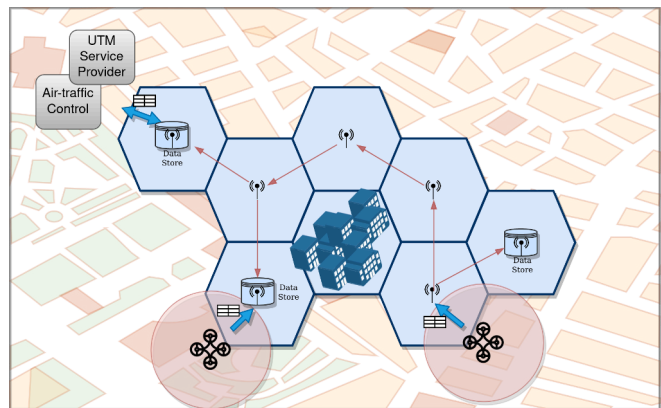 UTM
Service
Provider
Air-traffic
Control
Data
Store
Data
Store
Data
Store